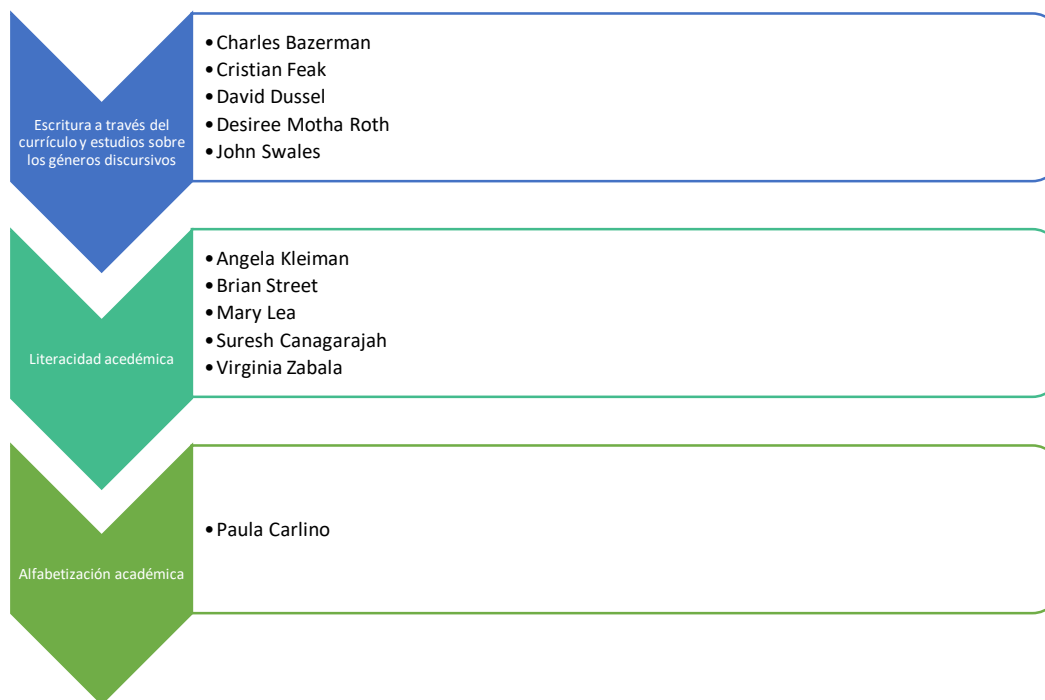 Escritura a través del
currículo y estudios sobre
los géneros discursivos
•Charles Bazerman
•Cristian Feak
•David Dussel
•Desiree Motha Roth
•John Swales
Literacidad acedémica
•Angela Kleiman
•Brian Street
•Mary Lea
•Suresh Canagarajah
•Virginia Zabala
Alfabetización académica
•Paula Carlino